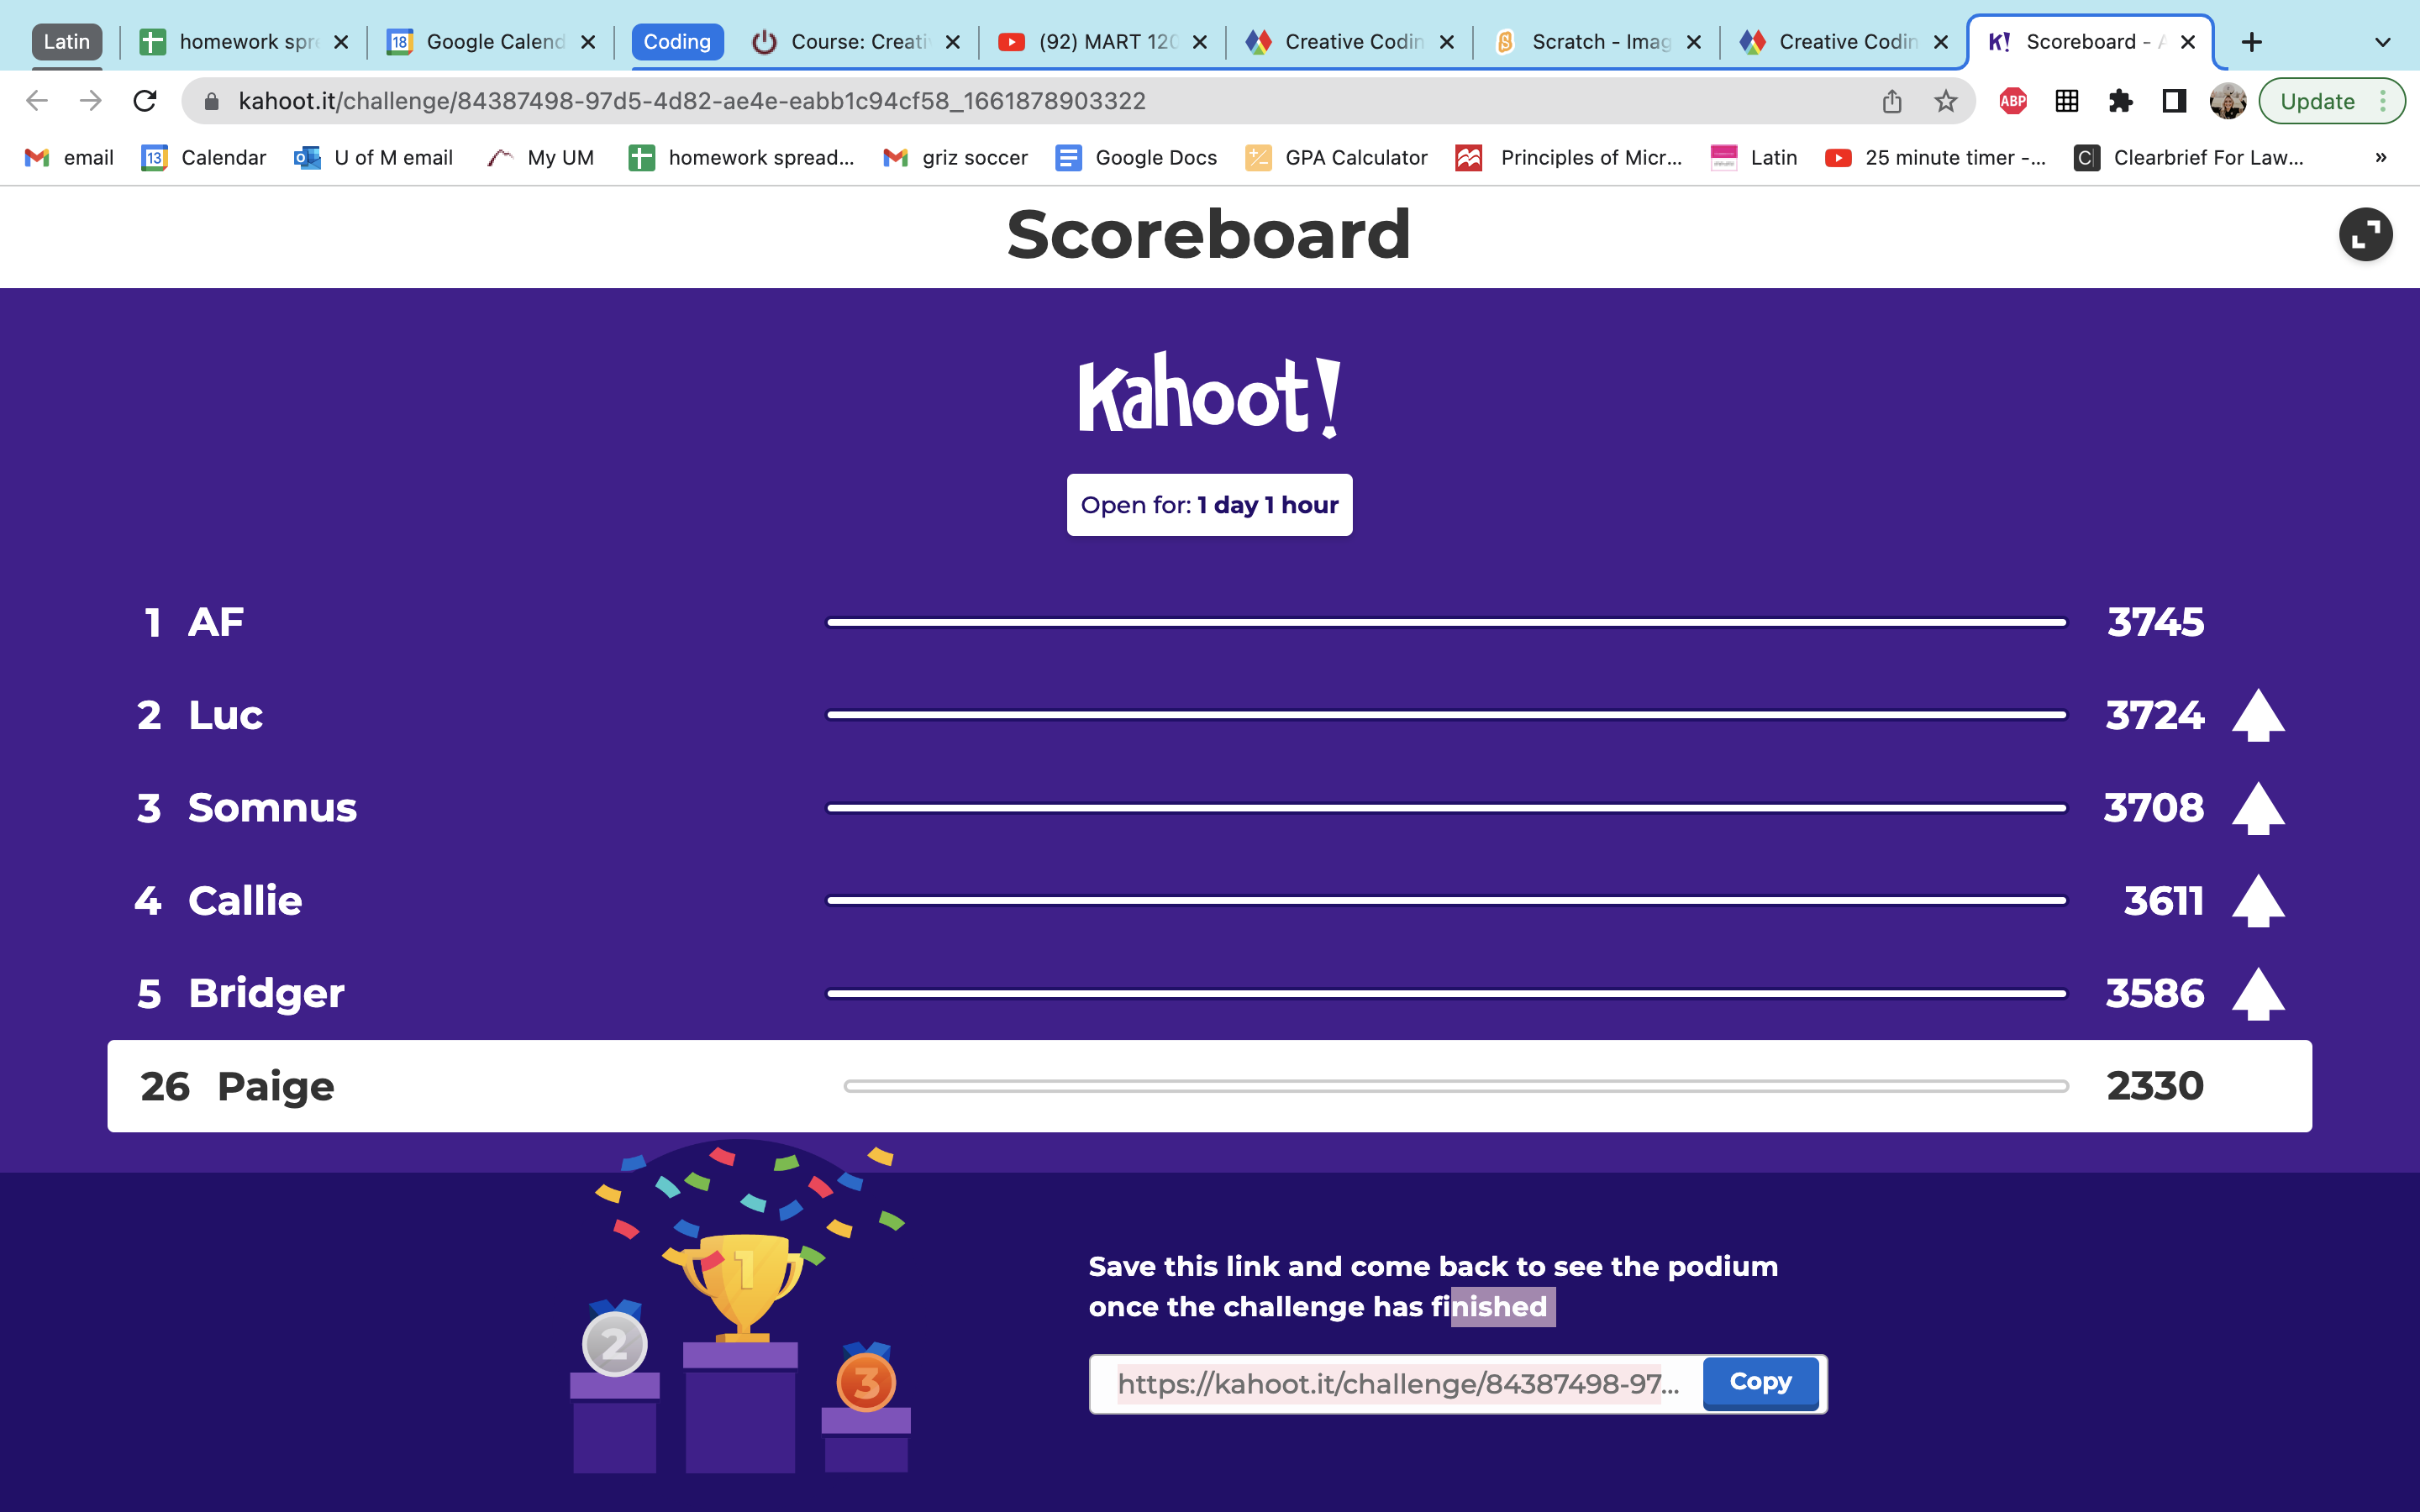 Latin
homework spr
Google Calend
Coding
Course: Creati
(92) MART 120
Creative Codin
Scratch - Imag
Creative Codin
K! Scoreboard - A
kahoot.it/challenge/84387498-97d5-4d82-ae4e-eabb1c94cf58_1661878903322
ABP
Update
email
13 Calendar
U of M email
My UM
homework spread...
griz soccer
Google Docs
GPA Calculator
Principles of Micr...
Latin
25 minute timer -...
Clearbrief For Law...
»
Scoreboard
Kahoot!
Open for: 1 day 1 hour
1 AF 3745
2 Luc 3724
3 Somnus 3708
4 Callie 3611
5 Bridger 3586
26 Paige 2330
1
2
3
Save this link and come back to see the podium
once the challenge has finished
https://kahoot.it/challenge/84387498-97...
Copy